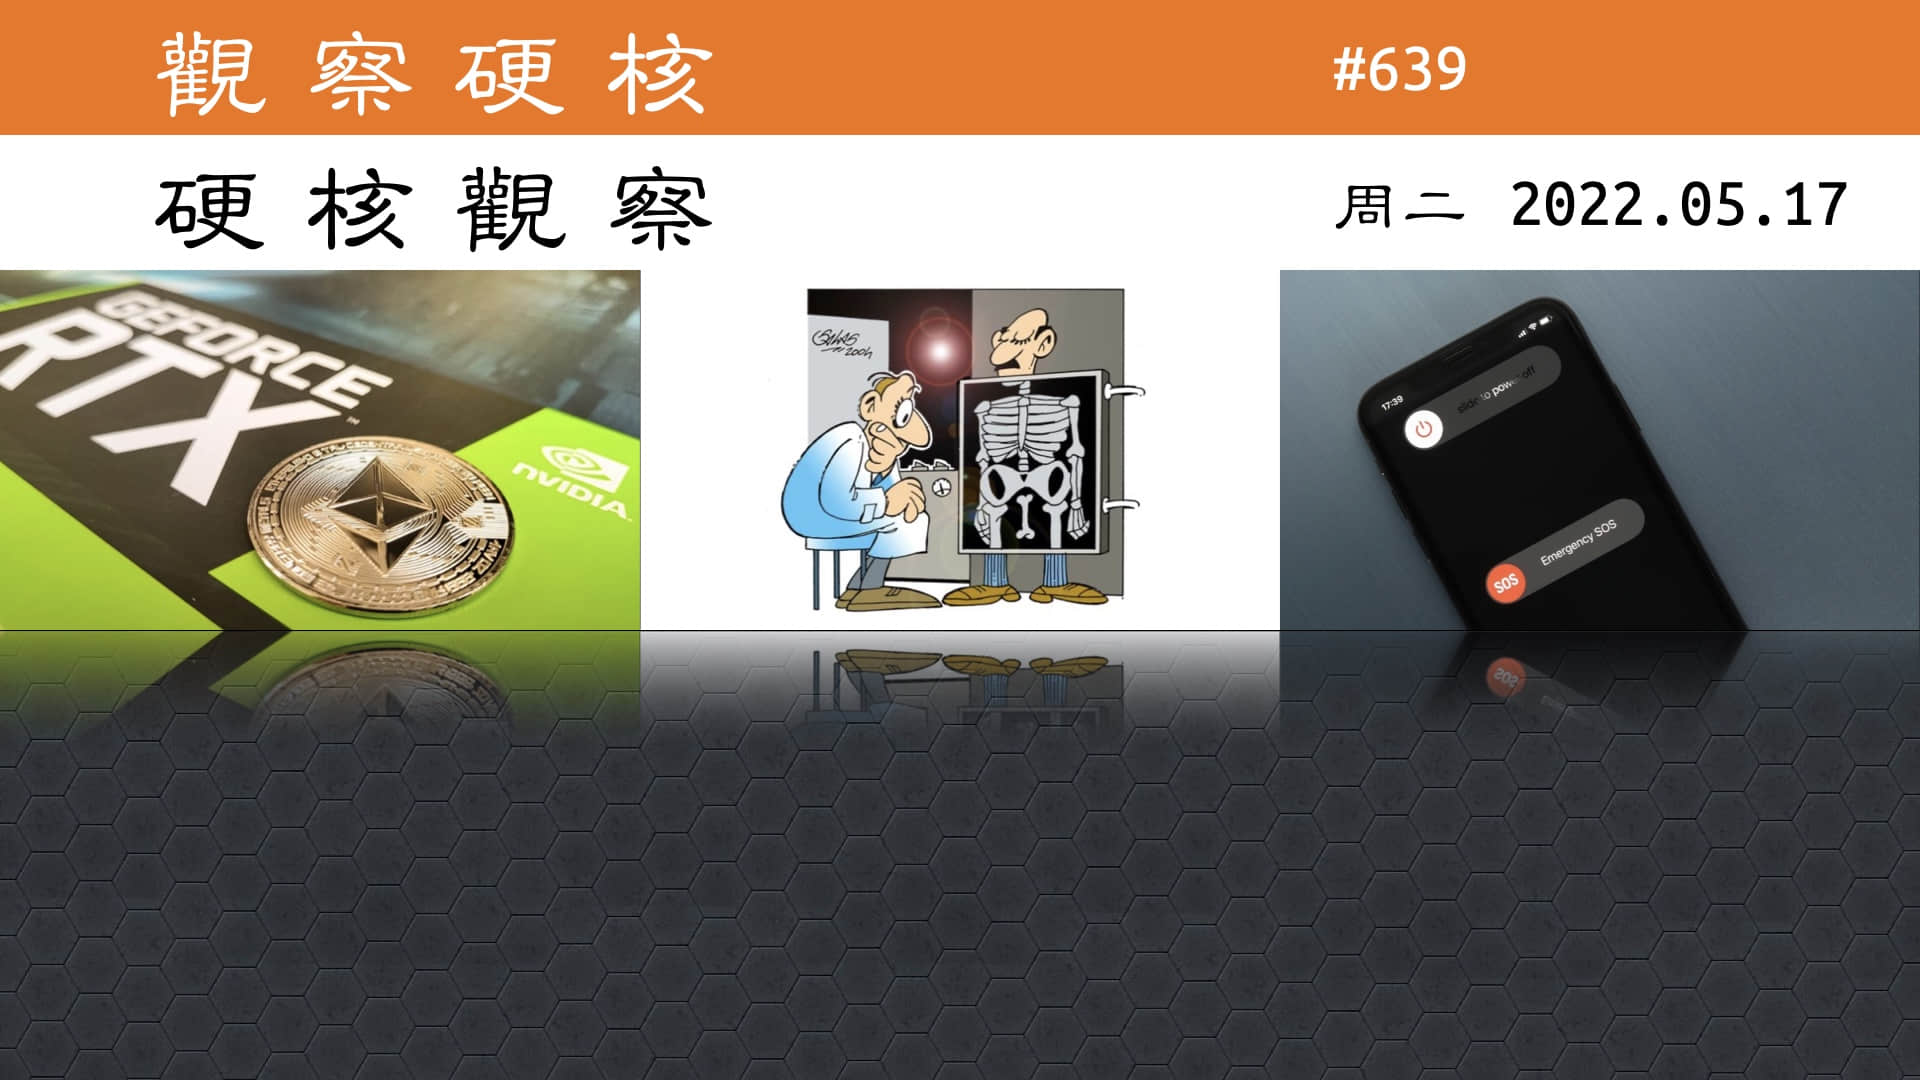 觀察硬核
#639
硬核觀察
周二 2022.05.17
GEFORCE
RTX
NVIDIA
2004
17:39
slide to power off
SOS
Emergency SOS